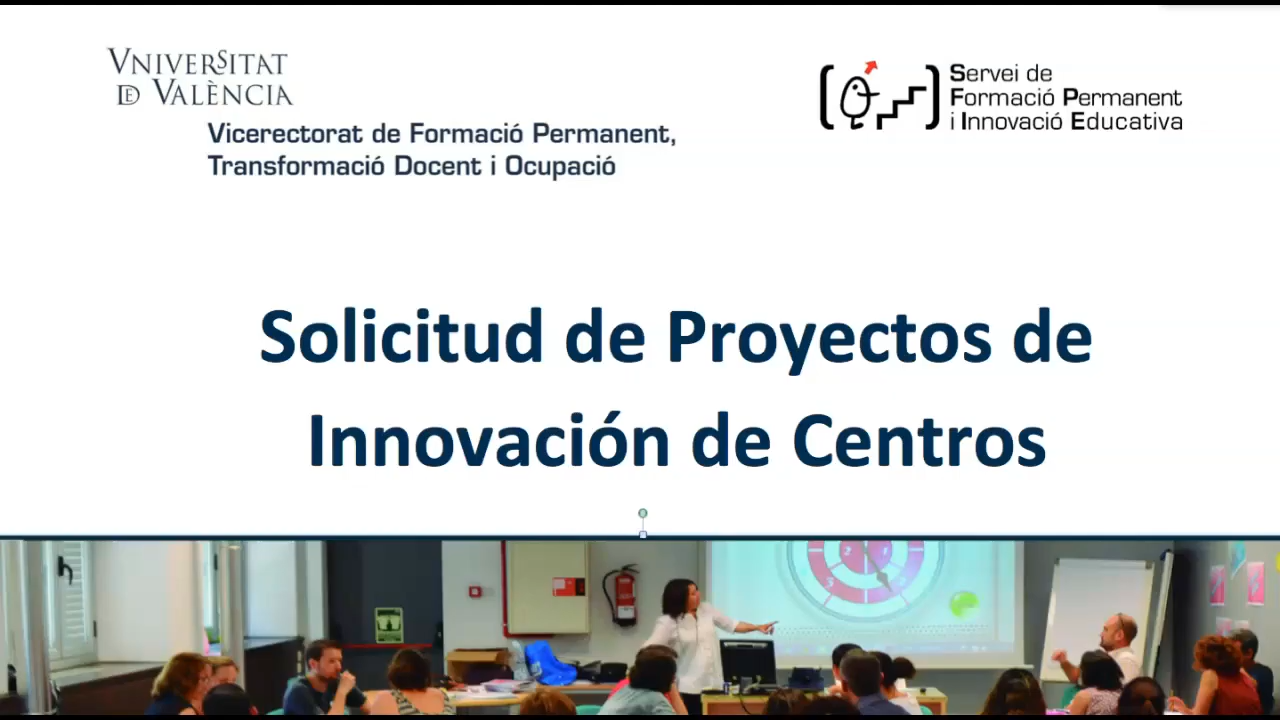 VNIVERSITAT
DE VALÈNCIA
Vicerectorat de Formació Permanent,
Transformació Docent i Ocupació
Servei de
Formació Permanent
i Innovació Educativa
Solicitud de Proyectos de
Innovación de Centros